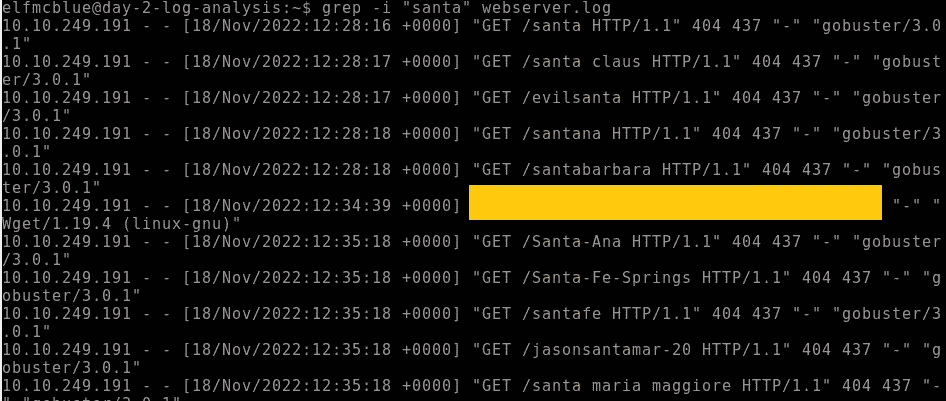 elfmcblue@day-2-log-analysis:~$ grep -i "santa" webserver.log
10.10.249.191 - - [18/Nov/2022:12:28:16 +0000] "GET /santa HTTP/1.1" 404 437 "-" "gobuster/3.0
.1"
10.10.249.191 - - [18/Nov/2022:12:28:17 +0000] "GET /santa claus HTTP/1.1" 404 437 "-" "gobust
er/3.0.1"
10.10.249.191 - - [18/Nov/2022:12:28:17 +0000] "GET /evilsanta HTTP/1.1" 404 437 "-" "gobuster
/3.0.1"
10.10.249.191 - - [18/Nov/2022:12:28:18 +0000] "GET /santana HTTP/1.1" 404 437 "-" "gobuster/3
.0.1"
10.10.249.191 - - [18/Nov/2022:12:28:18 +0000] "GET /santabarbara HTTP/1.1" 404 437 "-" "gobus
ter/3.0.1"
10.10.249.191 - - [18/Nov/2022:12:34:39 +0000] "-" "
Wget/1.19.4 (linux-gnu)"
10.10.249.191 - - [18/Nov/2022:12:35:18 +0000] "GET /Santa-Ana HTTP/1.1" 404 437 "-" "gobuster
/3.0.1"
10.10.249.191 - - [18/Nov/2022:12:35:18 +0000] "GET /Santa-Fe-Springs HTTP/1.1" 404 437 "-" "g
obuster/3.0.1"
10.10.249.191 - - [18/Nov/2022:12:35:18 +0000] "GET /santafe HTTP/1.1" 404 437 "-" "gobuster/3
.0.1"
10.10.249.191 - - [18/Nov/2022:12:35:18 +0000] "GET /jasonsantamar-20 HTTP/1.1" 404 437 "-" "g
obuster/3.0.1"
10.10.249.191 - - [18/Nov/2022:12:35:18 +0000] "GET /santa maria maggiore HTTP/1.1" 404 437 "-
" "gobuster/3.0.1"